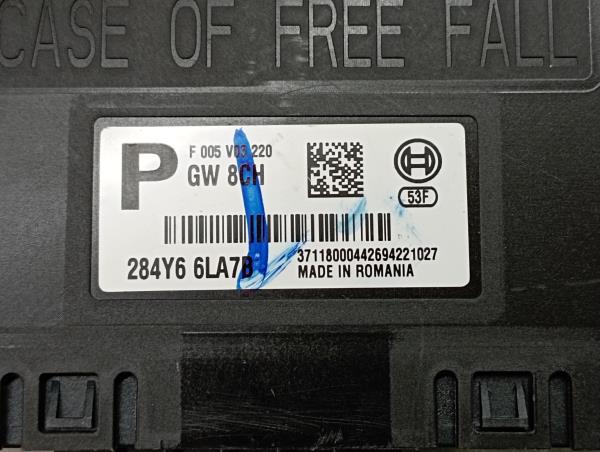 CASE OF FREE FALL
P
F 005 V03 220
GW 8CH
53F
284Y6 6LA7B
37118000442694221027
MADE IN ROMANIA